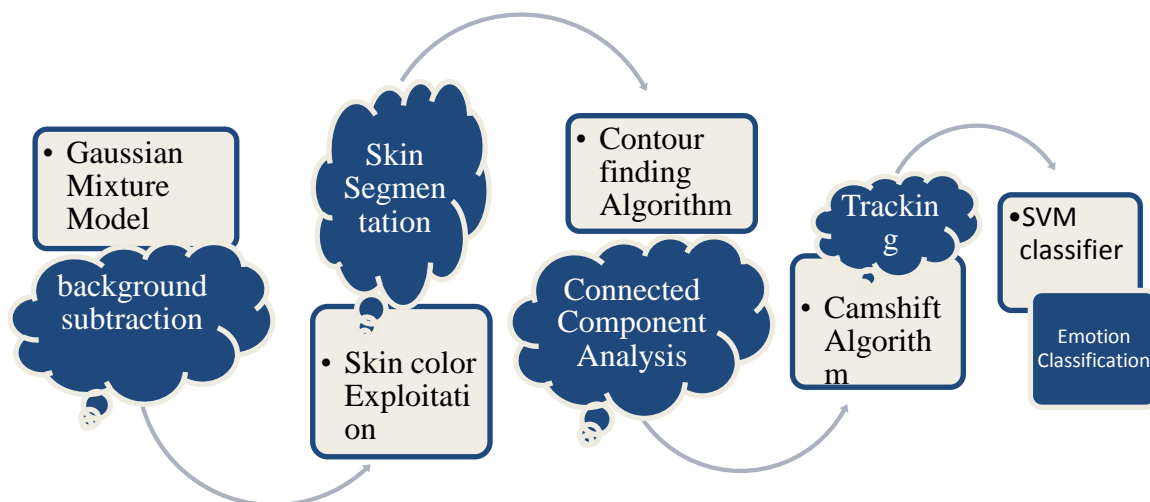 • Gaussian
Mixture
Model
background
subtraction
Skin
Segmen
tation
• Skin color
Exploitati
on
• Contour
finding
Algorithm
Connected
Component
Analysis
Trackin
g
• Camshift
Algorith
m
•SVM
classifier
Emotion
Classification